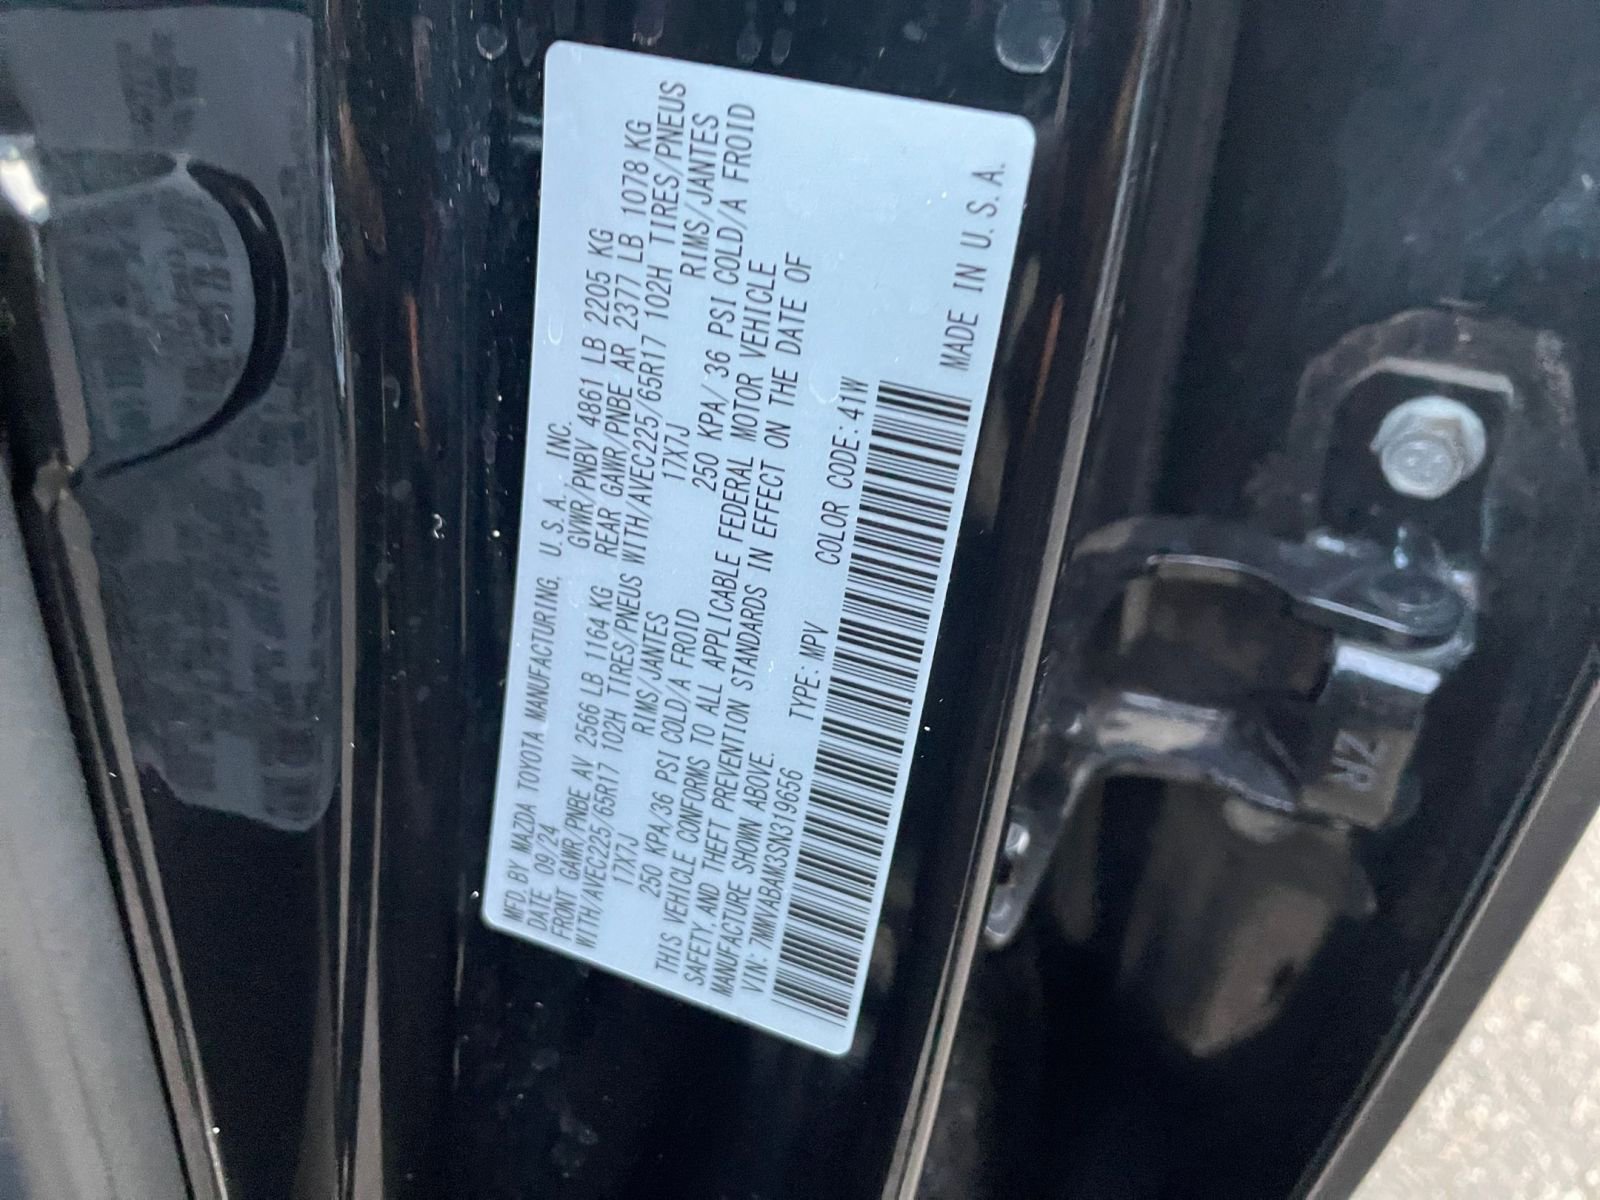 MFD. BY MAZDA TOYOTA MANUFACTURING, U.S.A. INC.
DATE 09/24 GVWR/PNBV 4861 LB 2205 KG
FRONT GAWR/PNBE AV 2566 LB 1164 KG REAR GAWR/PNBE AR 2377 LB 1078 KG
WITH/AVEC225/65R17 102H TIRES/PNEUS WITH/AVEC225/65R17 102H TIRES/PNEUS
17X7J RIMS/JANTES 17X7J RIMS/JANTES
250 KPA/36 PSI COLD/A FROID 250 KPA/36 PSI COLD/A FROID
THIS VEHICLE CONFORMS TO ALL APPLICABLE FEDERAL MOTOR VEHICLE
SAFETY, AND THEFT PREVENTION STANDARDS IN EFFECT ON THE DATE OF
MANUFACTURE SHOWN ABOVE.
VIN: 7MMVABAM3SN319656 TYPE: MPV COLOR CODE: 41W
MADE IN U.S.A.
ZR